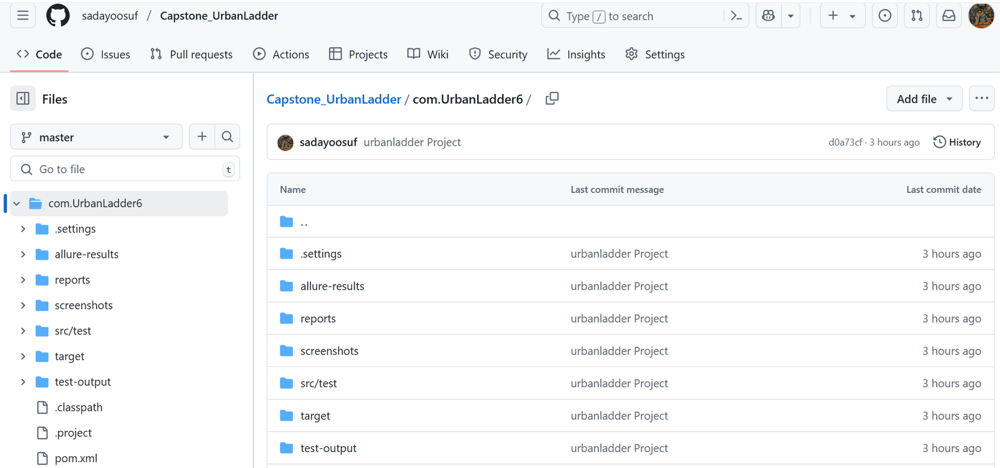 sadayoosuf / Capstone_UrbanLadder
Type / to search
Code Issues Pull requests Actions Projects Wiki Security Insights Settings
Files
master
Go to file t
com.UrbanLadder6
.settings
allure-results
reports
screenshots
src/test
target
test-output
.classpath
.project
pom.xml
Capstone_UrbanLadder / com.UrbanLadder6 /
Add file
sadayoosuf urbanladder Project d0a73cf · 3 hours ago History
Name Last commit message Last commit date
..
.settings urbanladder Project 3 hours ago
allure-results urbanladder Project 3 hours ago
reports urbanladder Project 3 hours ago
screenshots urbanladder Project 3 hours ago
src/test urbanladder Project 3 hours ago
target urbanladder Project 3 hours ago
test-output urbanladder Project 3 hours ago